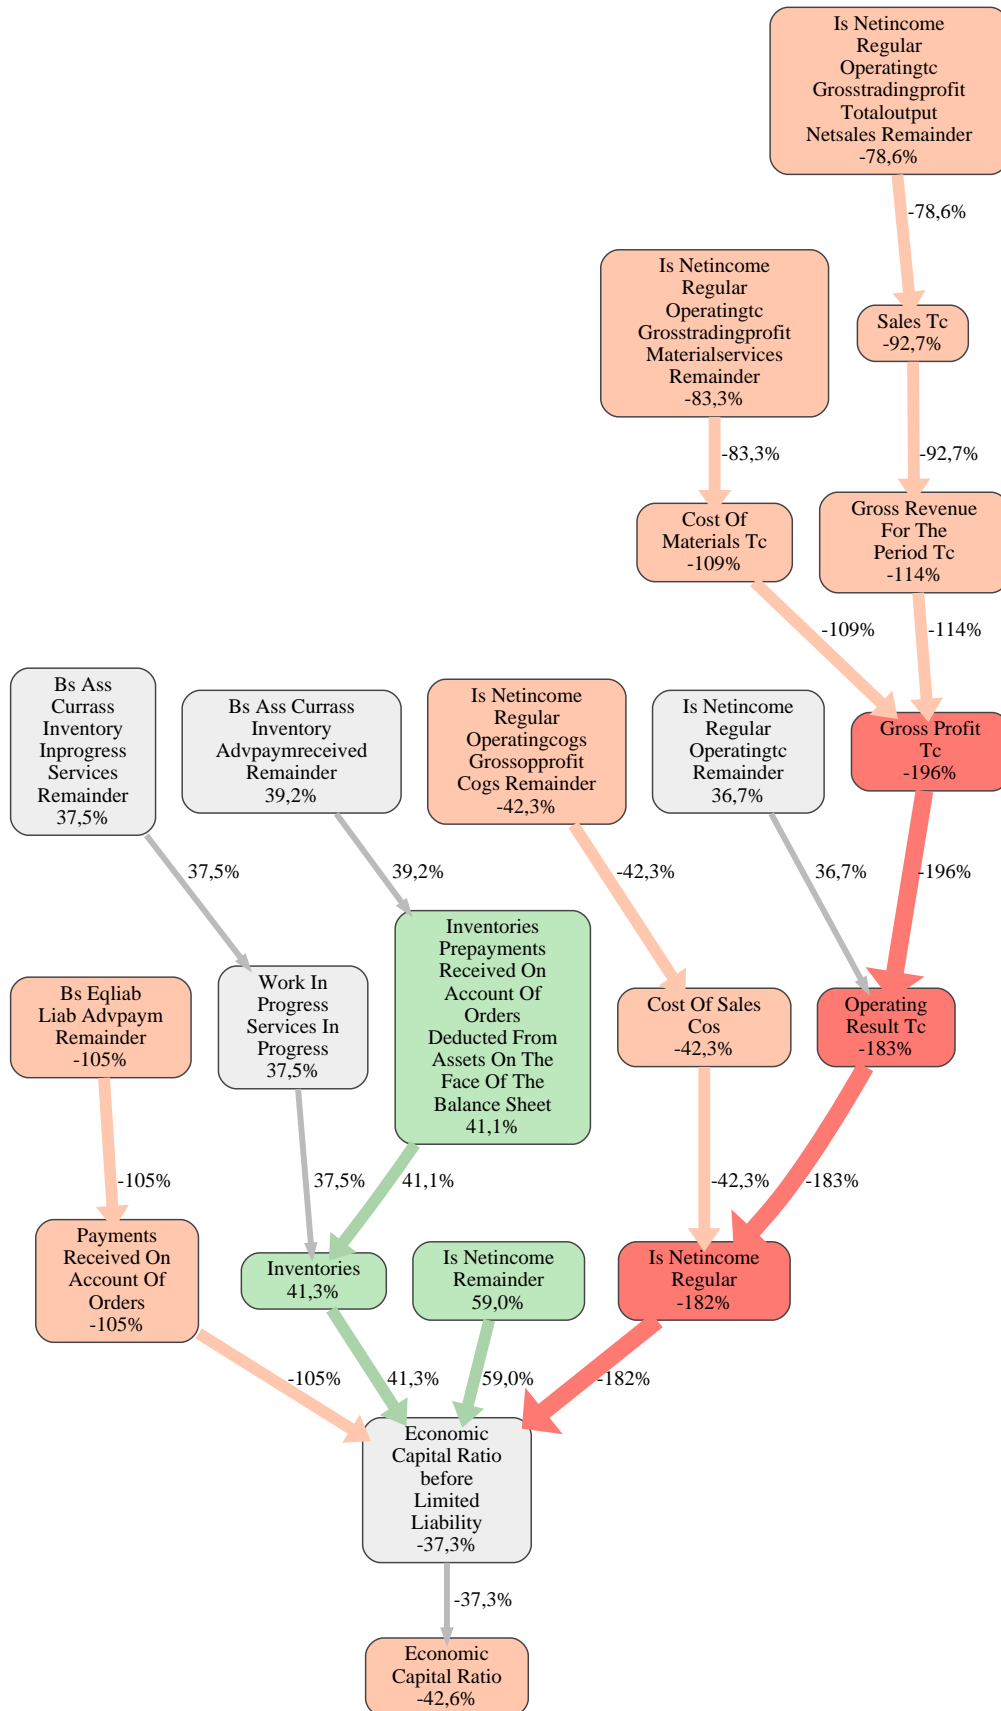 Is Netincome
Regular
Operatingtc
Grosstradingprofit
Totaloutput
Netsales Remainder
-78,6%
-78,6%
Is Netincome
Regular
Operatingtc
Grosstradingprofit
Materialservices
Remainder
-83,3%
Sales Tc
-92,7%
-83,3%
-92,7%
Cost Of
Materials Tc
-109%
Gross Revenue
For The
Period Tc
-114%
-109%
-114%
Bs Ass
Currass
Inventory
Inprogress
Services
Remainder
37,5%
Bs Ass Currass
Inventory
Advpaymreceived
Remainder
39,2%
Is Netincome
Regular
Operatingcogs
Grossopprofit
Cogs Remainder
-42,3%
Is Netincome
Regular
Operatingtc
Remainder
36,7%
Gross Profit
Tc
-196%
37,5%
39,2%
-42,3%
36,7%
-196%
Bs Eqliab
Liab Advpaym
Remainder
-105%
Work In
Progress
Services In
Progress
37,5%
Inventories
Prepayments
Received On
Account Of
Orders
Deducted From
Assets On The
Face Of The
Balance Sheet
41,1%
Cost Of Sales
Cos
-42,3%
Operating
Result Tc
-183%
-105%
37,5%
41,1%
-42,3%
-183%
Payments
Received On
Account Of
Orders
-105%
Inventories
41,3%
Is Netincome
Remainder
59,0%
Is Netincome
Regular
-182%
-105%
41,3%
59,0%
-182%
Economic
Capital Ratio
before
Limited
Liability
-37,3%
-37,3%
Economic
Capital Ratio
-42,6%